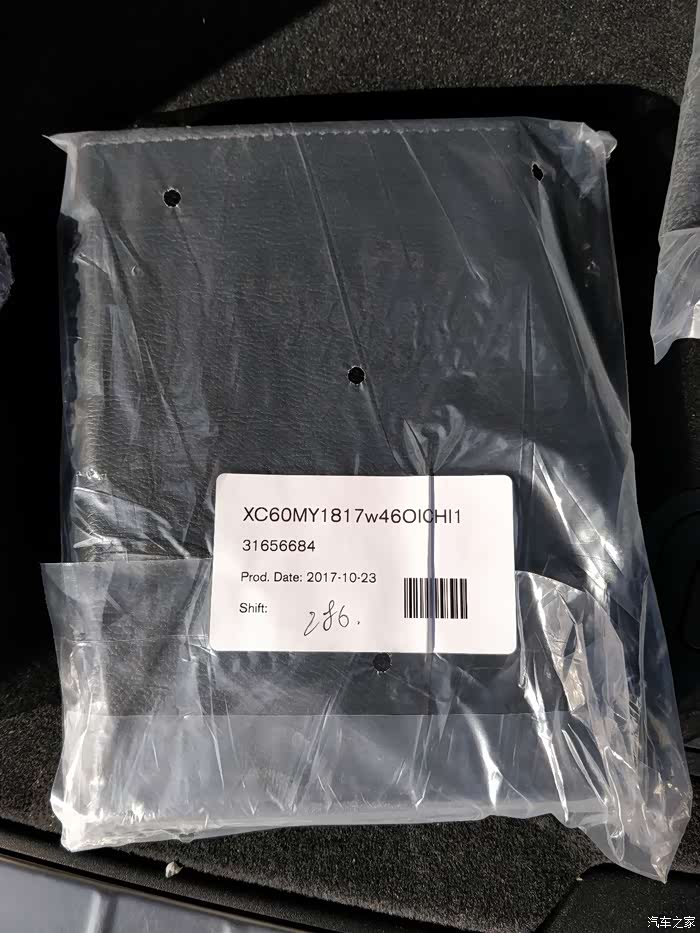 XC60MY1817w46OICHI1
31656684
Prod. Date: 2017-10-23
Shift: 286.
汽车之家